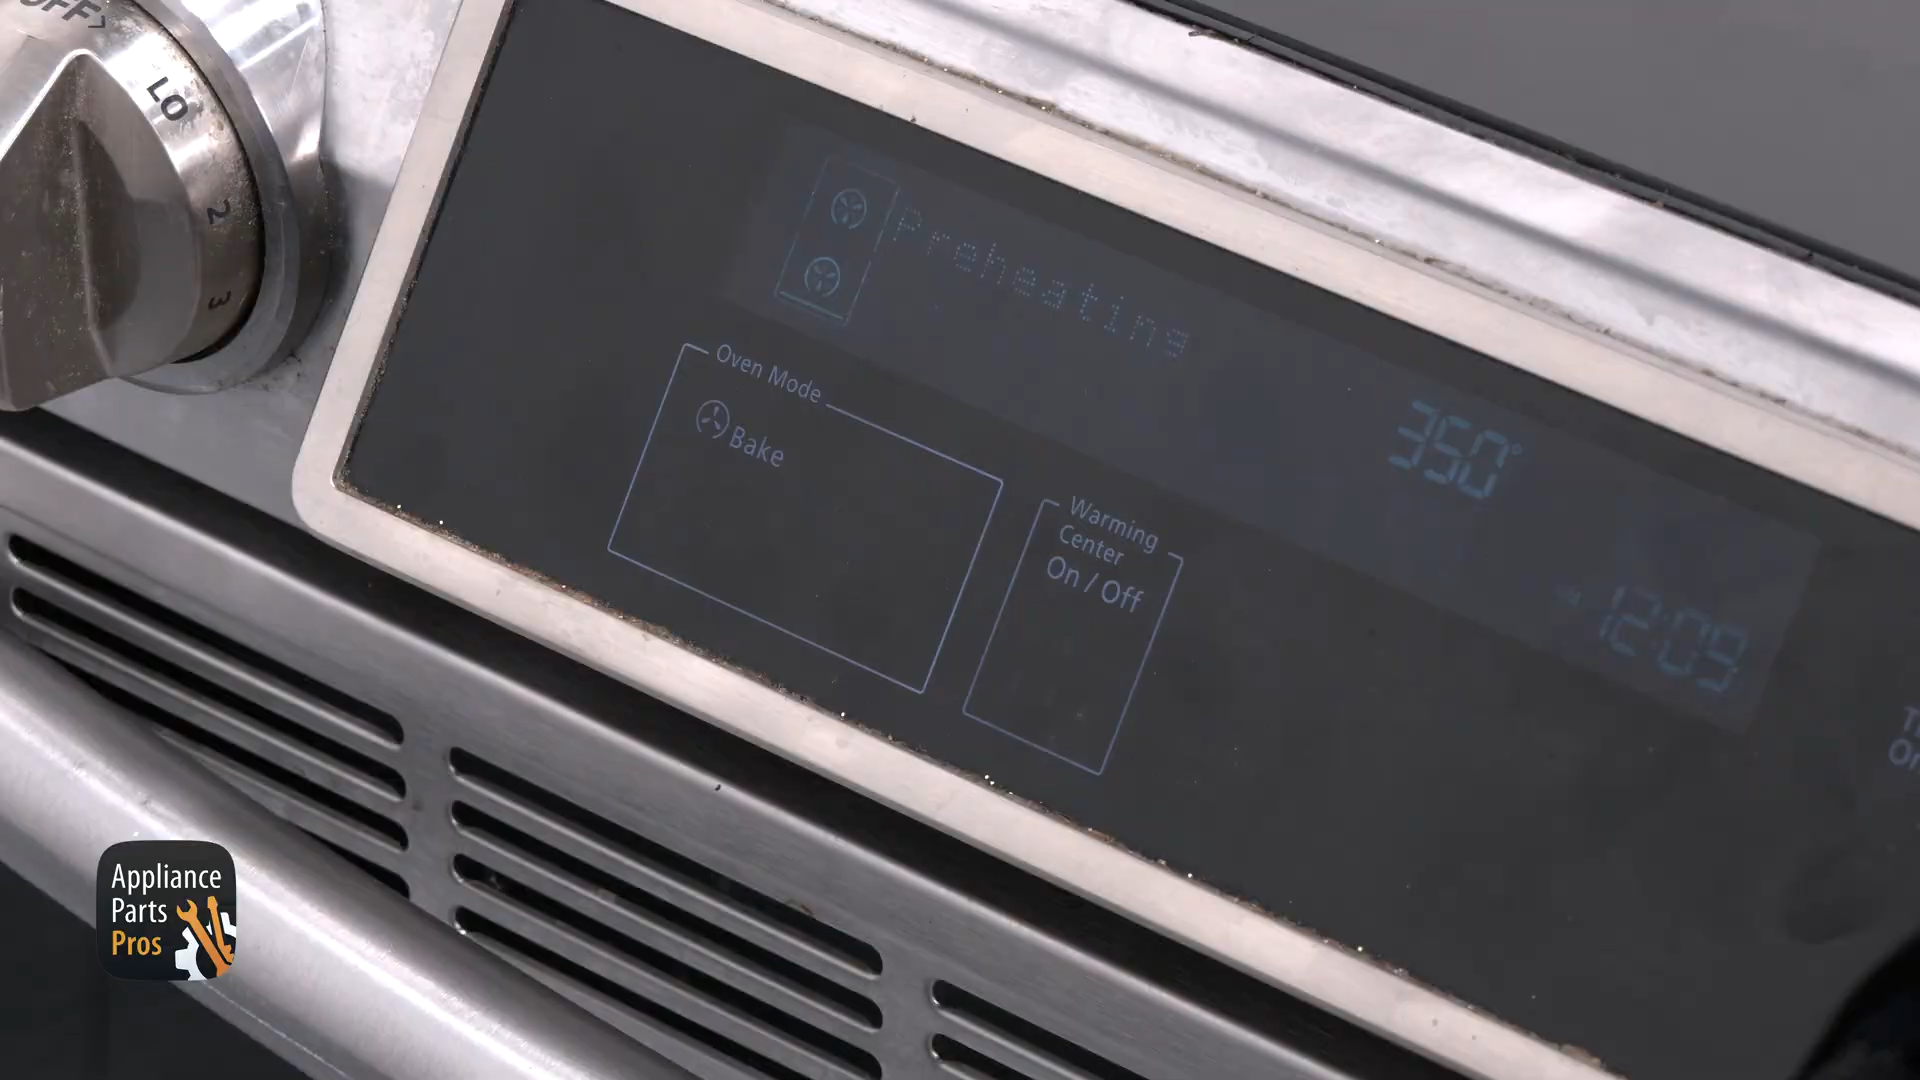 OFF
LO
2
3
Preheating
350°
12:09
Oven Mode
Bake
Warming
Center
On / Off
Appliance
Parts
Pros